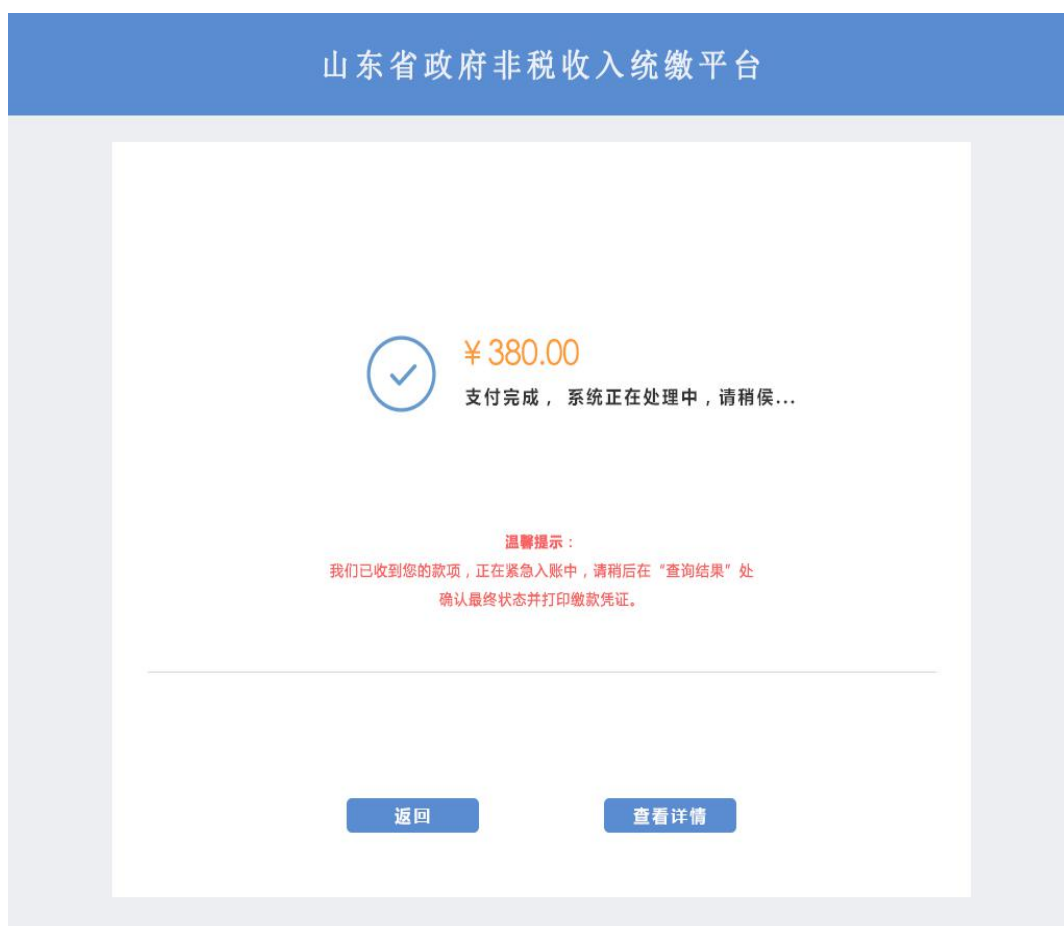 山东省政府非税收入统缴平台
￥380.00
支付完成， 系统正在处理中，请稍侯...
温馨提示：
我们已收到您的款项，正在紧急入账中，请稍后在“查询结果”处
确认最终状态并打印缴款凭证。
返回
查看详情